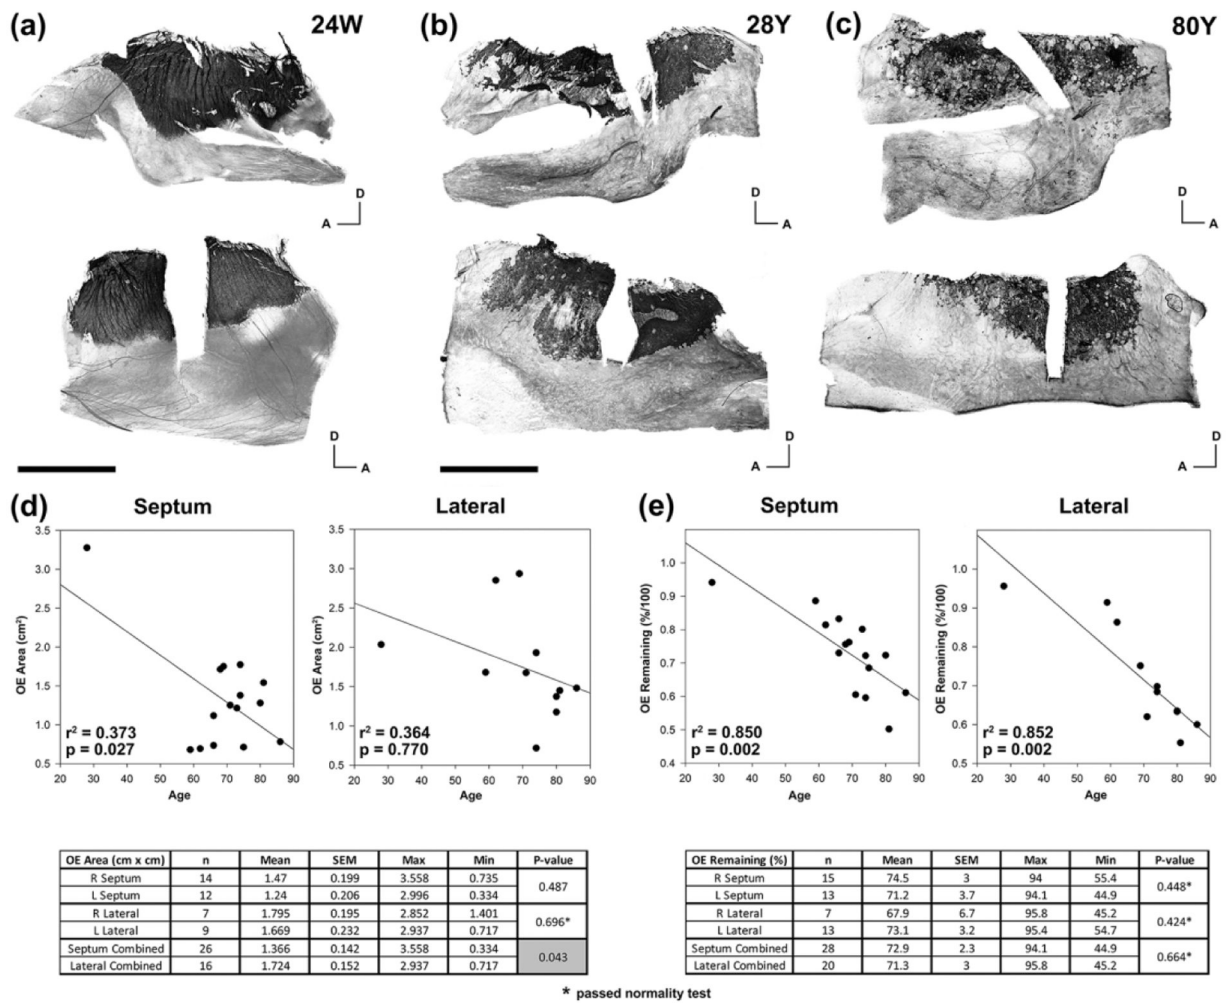 (a) 24W (b) 28Y (c) 80Y
D D D
A A A
D D D
A A A
(d) Septum Lateral (e) Septum Lateral
3.5 3.5
3.0 3.0 1.0 1.0
2.5 2.5 0.9 0.9
2.0 2.0 0.8 0.8
1.5 1.5 0.7 0.7
1.0 1.0 0.6 0.6
0.5 0.5 0.5 0.5
0.4
OE Area (cm²) OE Area (cm²) OE Remaining (%/100) OE Remaining (%/100)
r² = 0.373 r² = 0.364 r² = 0.850 r² = 0.852
p = 0.027 p = 0.770 p = 0.002 p = 0.002
20 30 40 50 60 70 80 90 20 30 40 50 60 70 80 90 20 30 40 50 60 70 80 90 20 30 40 50 60 70 80 90
Age Age Age Age
OE Area (cm x cm) n Mean SEM Max Min P-value
R Septum 14 1.47 0.199 3.558 0.735 0.487
L Septum 12 1.24 0.206 2.996 0.334
R Lateral 7 1.795 0.195 2.852 1.401 0.696*
L Lateral 9 1.669 0.232 2.937 0.717
Septum Combined 26 1.366 0.142 3.558 0.334 0.043
Lateral Combined 16 1.724 0.152 2.937 0.717
OE Remaining (%) n Mean SEM Max Min P-value
R Septum 15 74.5 3 94 55.4 0.448*
L Septum 13 71.2 3.7 94.1 44.9
R Lateral 7 67.9 6.7 95.8 45.2 0.424*
L Lateral 13 73.1 3.2 95.4 54.7
Septum Combined 28 72.9 2.3 94.1 44.9 0.664*
Lateral Combined 20 71.3 3 95.8 45.2
* passed normality test